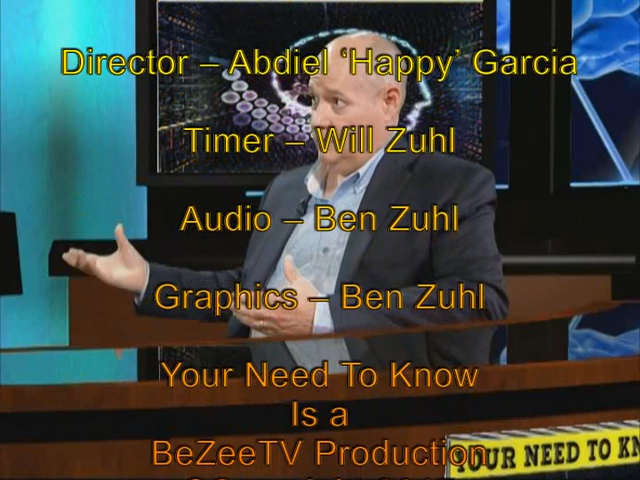 Director – Abdiel ‘Happy’ Garcia
Timer – Will Zuhl
Audio – Ben Zuhl
Graphics – Ben Zuhl
Your Need To Know
Is a
BeZeeTV Production
YOUR NEED TO KN